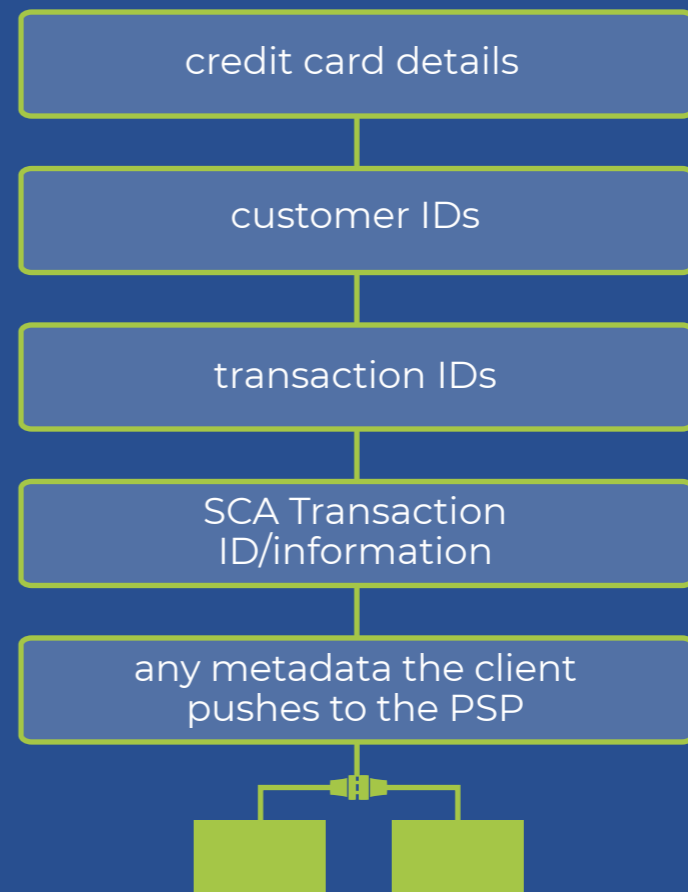 credit card details
customer IDs
transaction IDs
SCA Transaction
ID/information
any metadata the client
pushes to the PSP